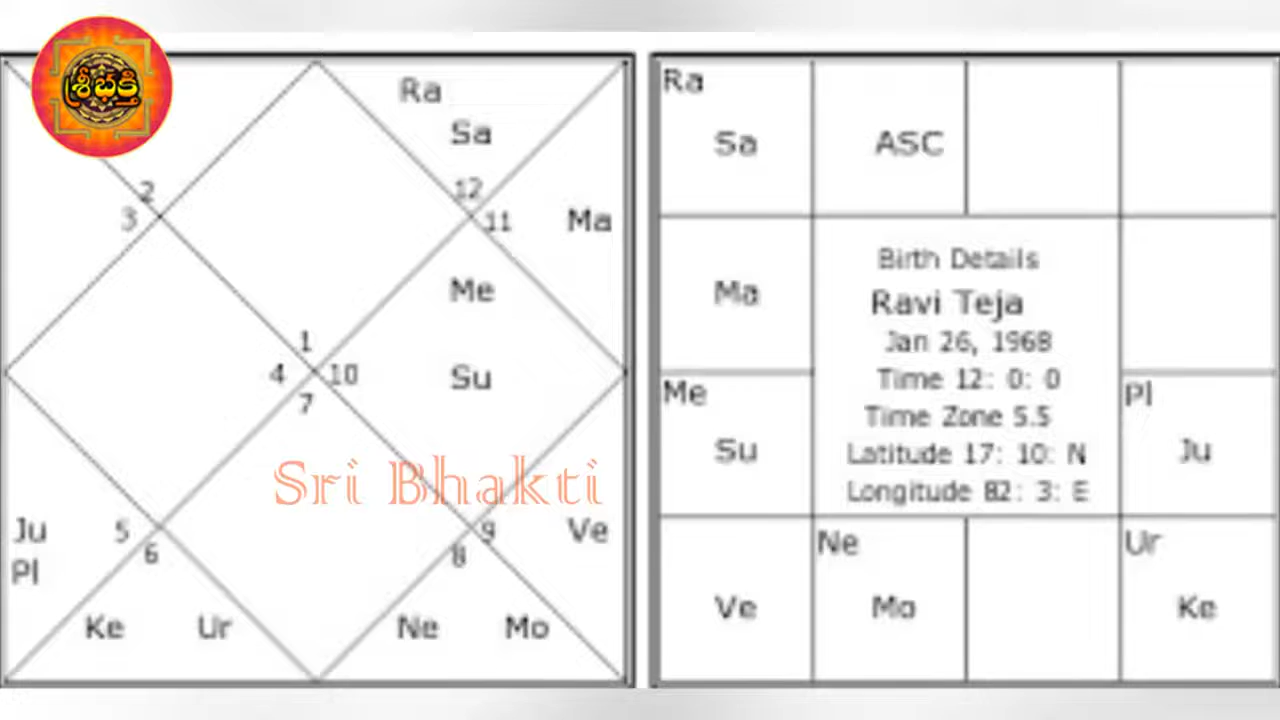 శ్రీభక్తి
Ra
Sa
2
12
3
11
Ma
Me
1
4
10
Su
7
Sri Bhakti
Ju
5
9
Ve
6
8
Pl
Ke
Ur
Ne
Mo
Ra
Sa
ASC
Ma
Birth Details
Ravi Teja
Jan 26, 1968
Time 12: 0: 0
Time Zone 5.5
Latitude 17: 10: N
Longitude 82: 3: E
Me
Su
Pl
Ju
Ve
Ne
Mo
Ur
Ke